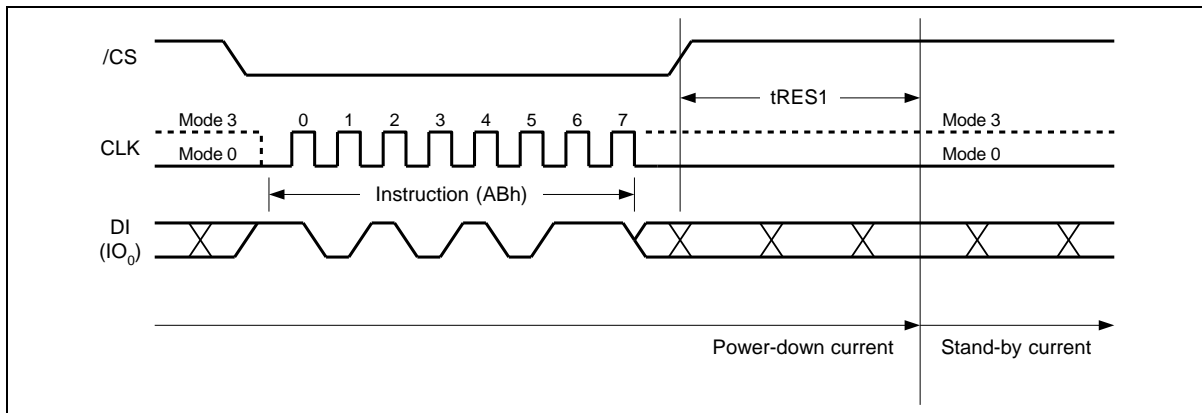 /CS
tRES1
Mode 3
0 1 2 3 4 5 6 7
Mode 3
CLK
Mode 0
Mode 0
Instruction (ABh)
DI
(IO0)
Power-down current
Stand-by current